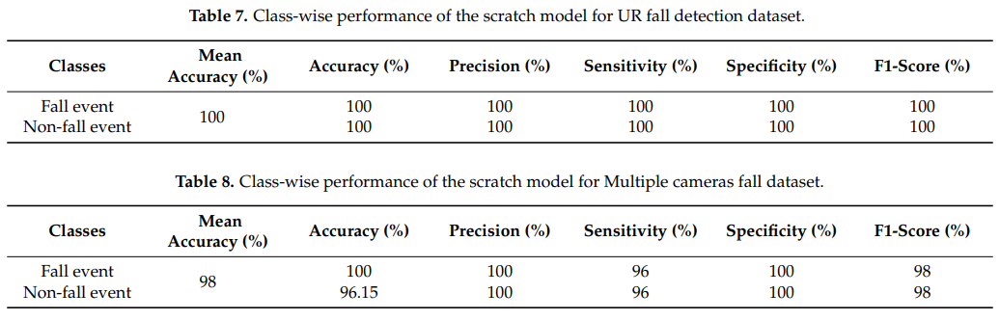 Table 7. Class-wise performance of the scratch model for UR fall detection dataset.
Classes Mean Accuracy (%) Accuracy (%) Precision (%) Sensitivity (%) Specificity (%) F1-Score (%)
Fall event 100 100 100 100 100 100
Non-fall event 100 100 100 100 100
Table 8. Class-wise performance of the scratch model for Multiple cameras fall dataset.
Classes Mean Accuracy (%) Accuracy (%) Precision (%) Sensitivity (%) Specificity (%) F1-Score (%)
Fall event 98 100 100 96 100 98
Non-fall event 96.15 100 96 100 98